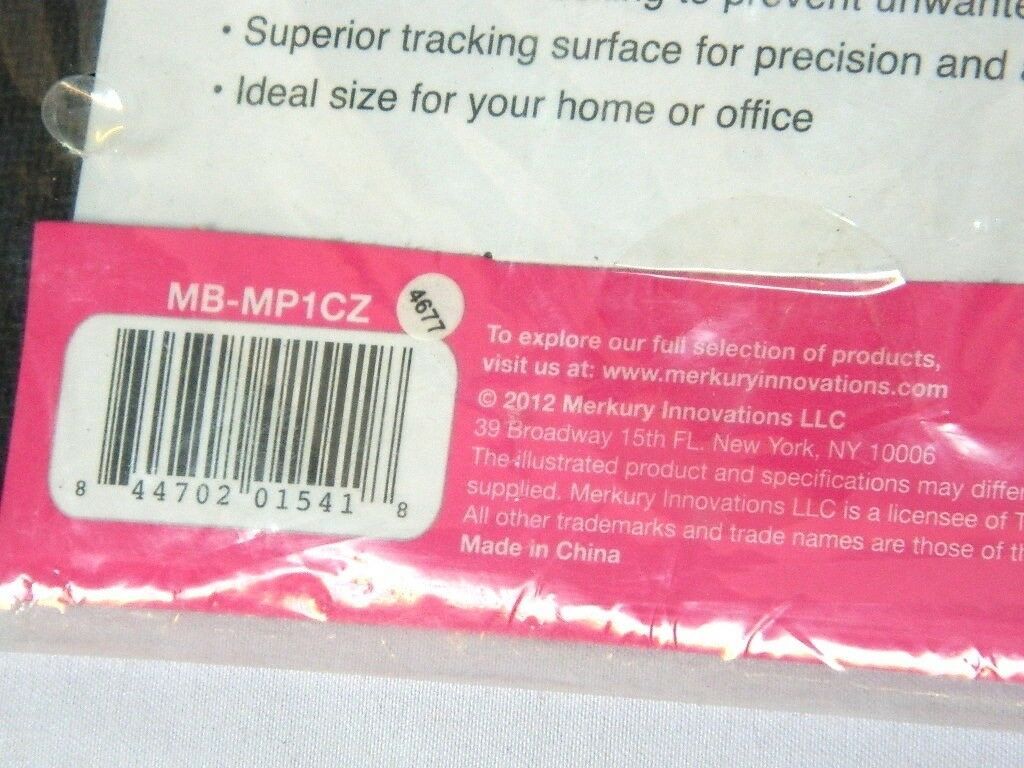 to prevent
• Superior tracking surface for precision and
• Ideal size for your home or office
MB-MP1CZ
4677
8 44702 01541 8
To explore our full selection of products,
visit us at: www.merkuryinnovations.com
© 2012 Merkury Innovations LLC
39 Broadway 15th FL. New York, NY 10006
The illustrated product and specifications may differ
supplied. Merkury Innovations LLC is a licensee of
All other trademarks and trade names are those of
Made in China